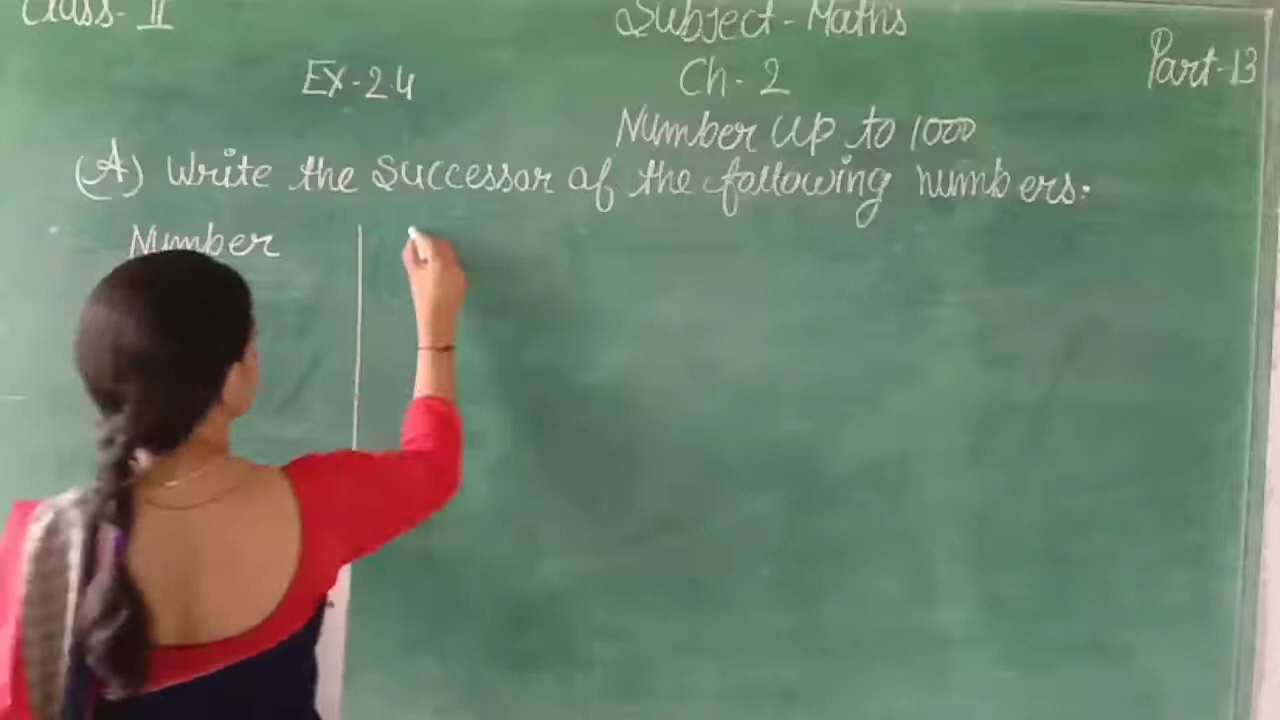 Class- II
Subject-Maths
Part-13
Ex-2.4
Ch-2
Number up to 1000
(A) Write the successor of the following numbers.
Number